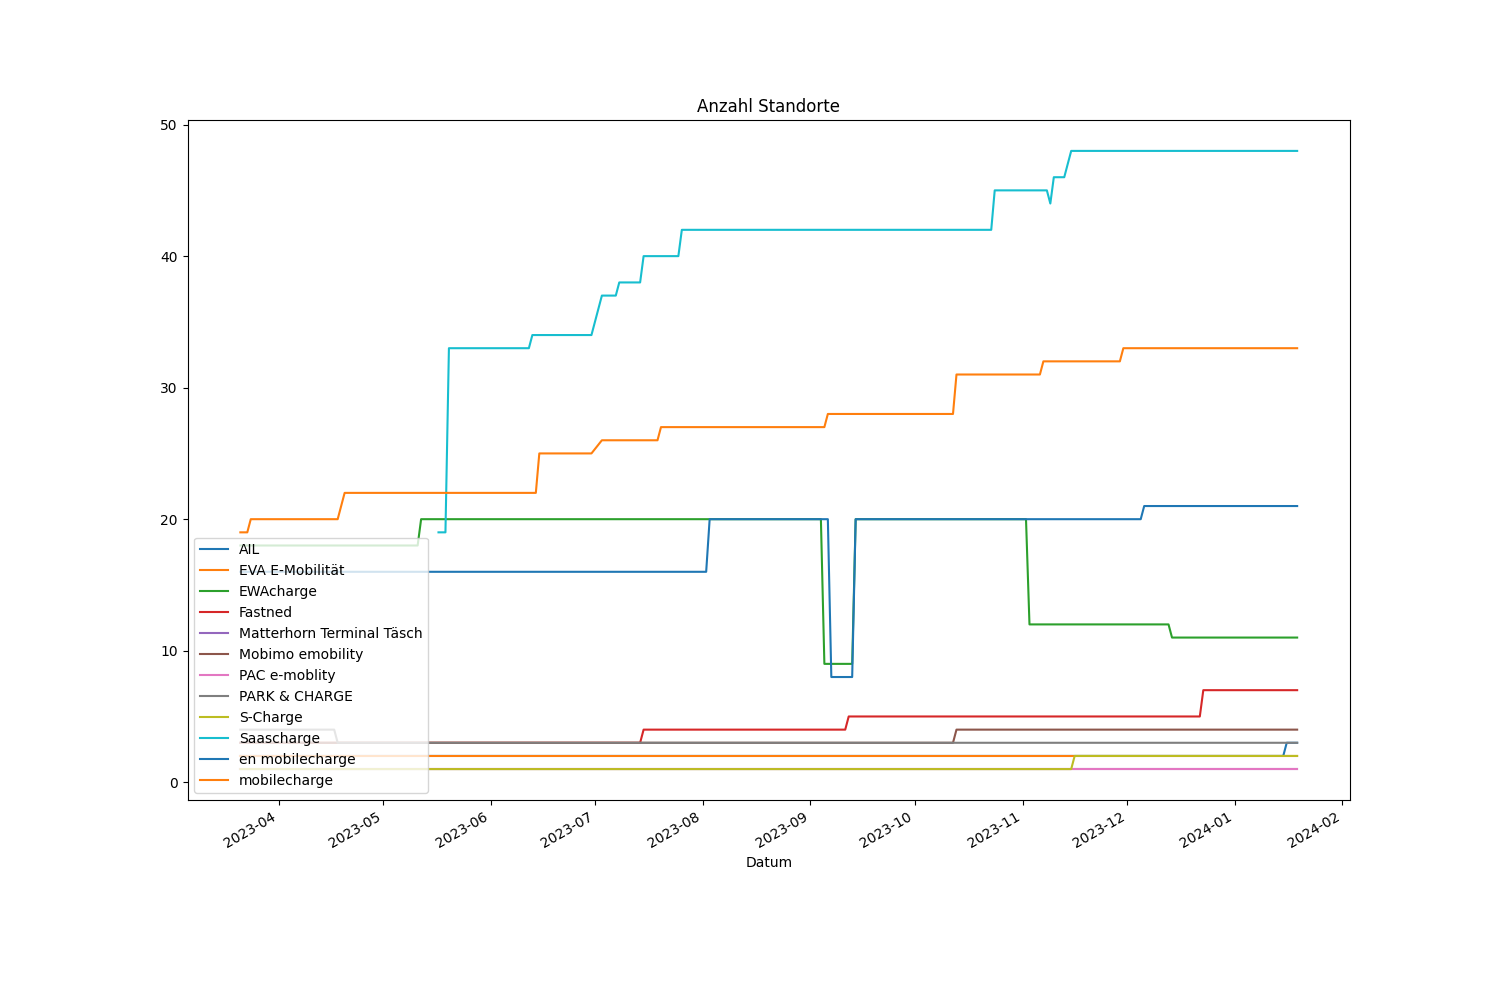 Anzahl Standorte
50
40
30
20
10
0
AIL
EVA E-Mobilität
EWAcharge
Fastned
Matterhorn Terminal Täsch
Mobimo emobility
PAC e-moblity
PARK & CHARGE
S-Charge
Saascharge
en mobilecharge
mobilecharge
2023-04
2023-05
2023-06
2023-07
2023-08
2023-09
2023-10
2023-11
2023-12
2024-01
2024-02
Datum